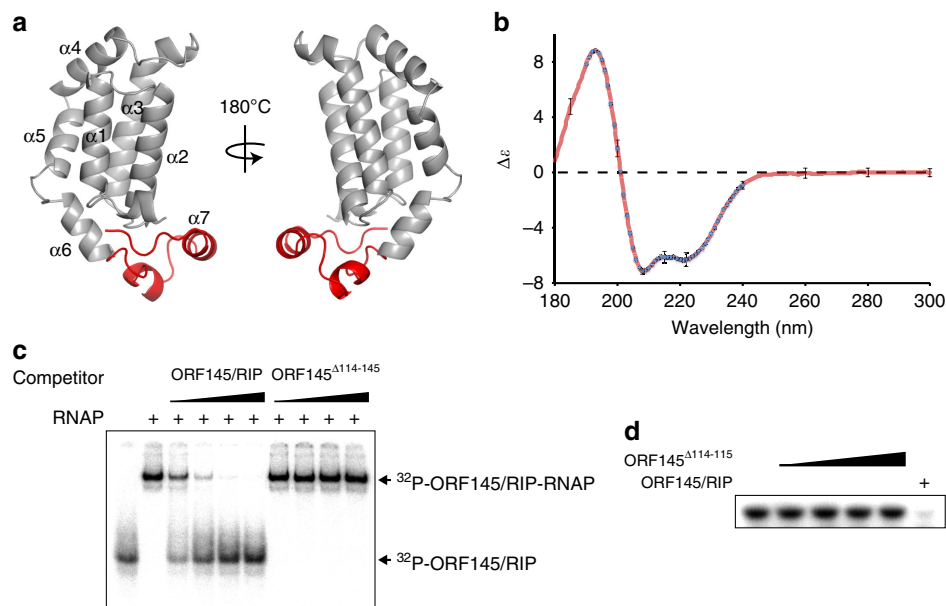 a
α4
α3
α5
α1
α2
α7
α6
180°C
b
8
4
0
−4
−8
Δε
180
200
220
240
260
280
300
Wavelength (nm)
c
Competitor
ORF145/RIP
ORF145Δ114-145
RNAP
+ + + + + + + + +
32P-ORF145/RIP-RNAP
32P-ORF145/RIP
d
ORF145Δ114-115
ORF145/RIP
+